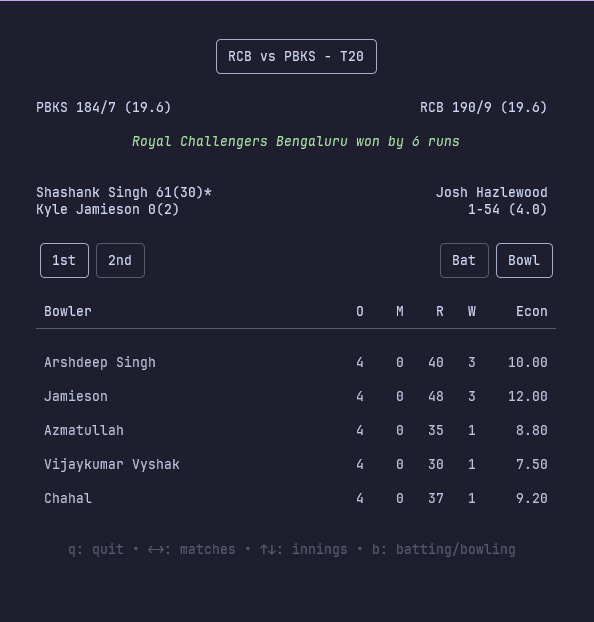 RCB vs PBKS - T20
PBKS 184/7 (19.6) RCB 190/9 (19.6)
Royal Challengers Bengaluru won by 6 runs
Shashank Singh 61(30)* Josh Hazlewood
Kyle Jamieson 0(2) 1-54 (4.0)
1st 2nd Bat Bowl
Bowler O M R W Econ
Arshdeep Singh 4 0 40 3 10.00
Jamieson 4 0 48 3 12.00
Azmatullah 4 0 35 1 8.80
Vijaykumar Vyshak 4 0 30 1 7.50
Chahal 4 0 37 1 9.20
q: quit • ↔: matches • ↑↓: innings • b: batting/bowling